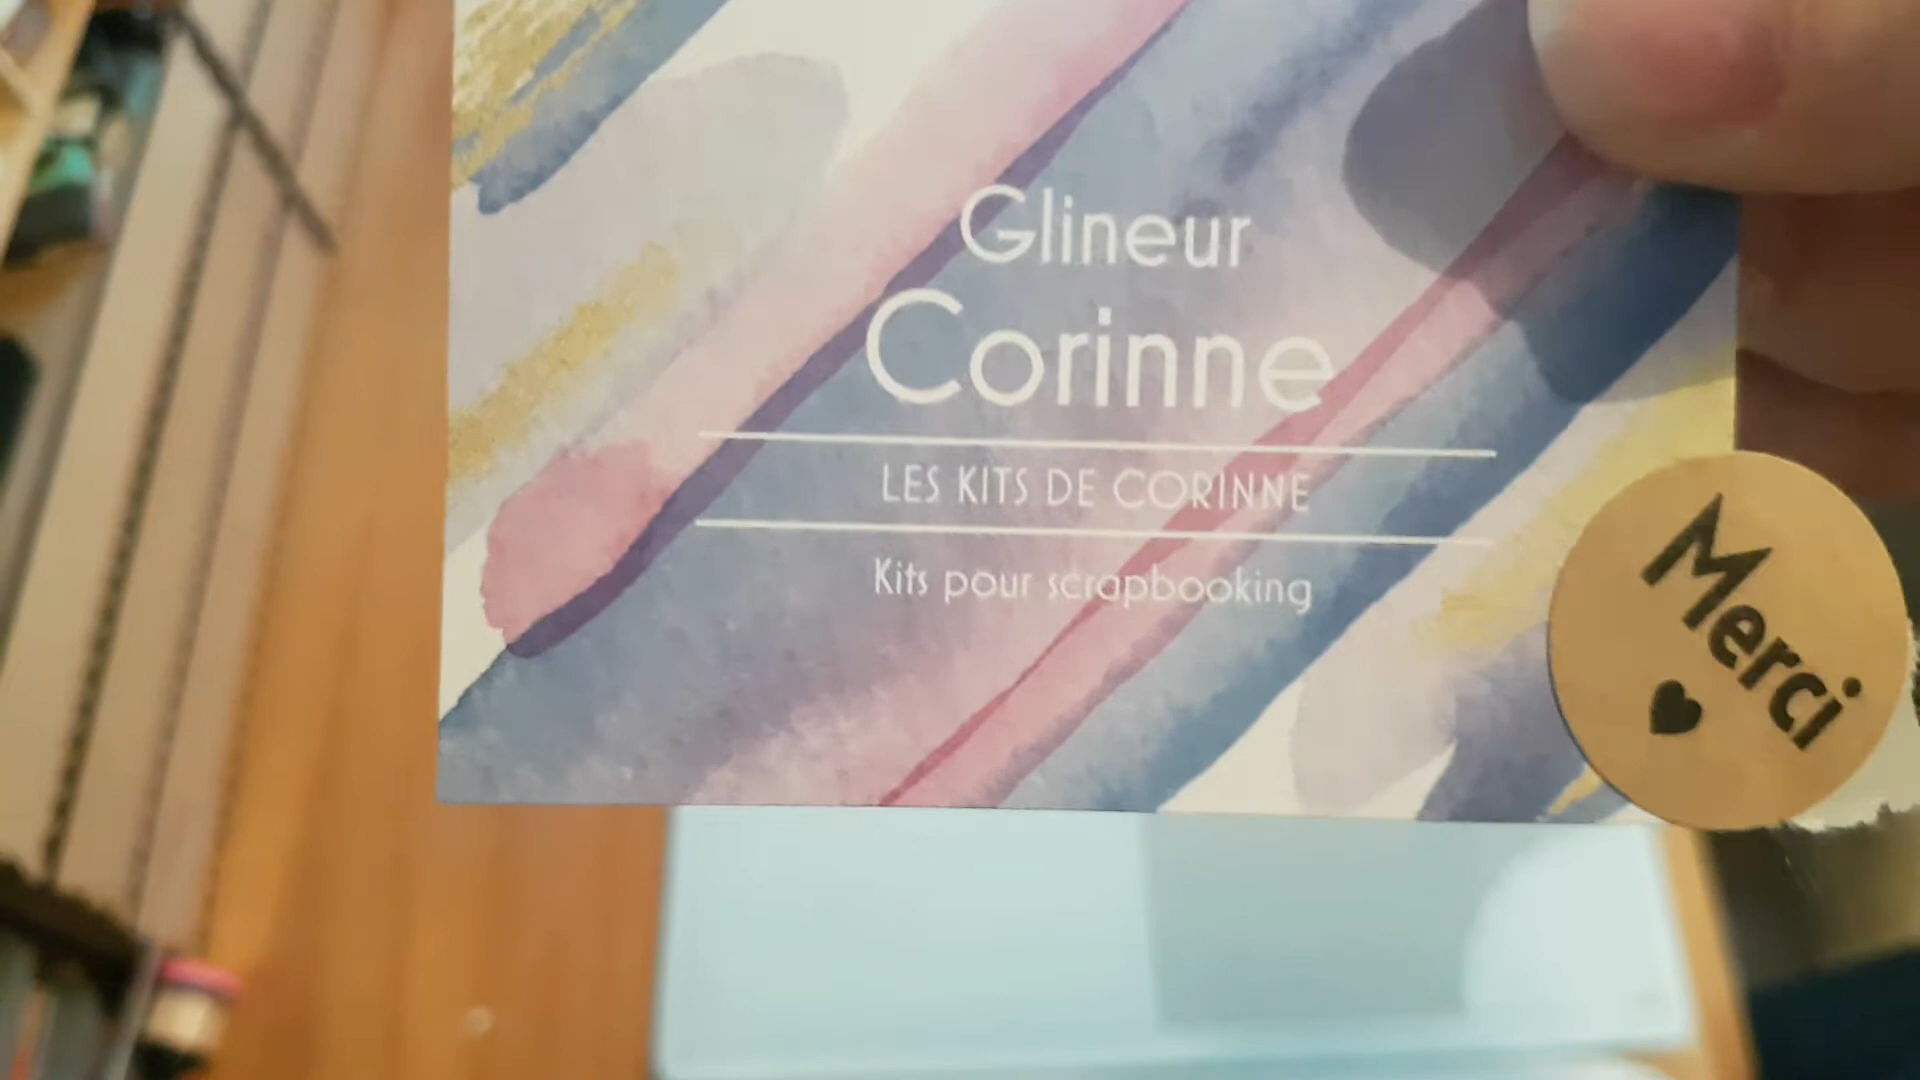 Glineur
Corinne
LES KITS DE CORINNE
Kits pour scrapbooking
Merci